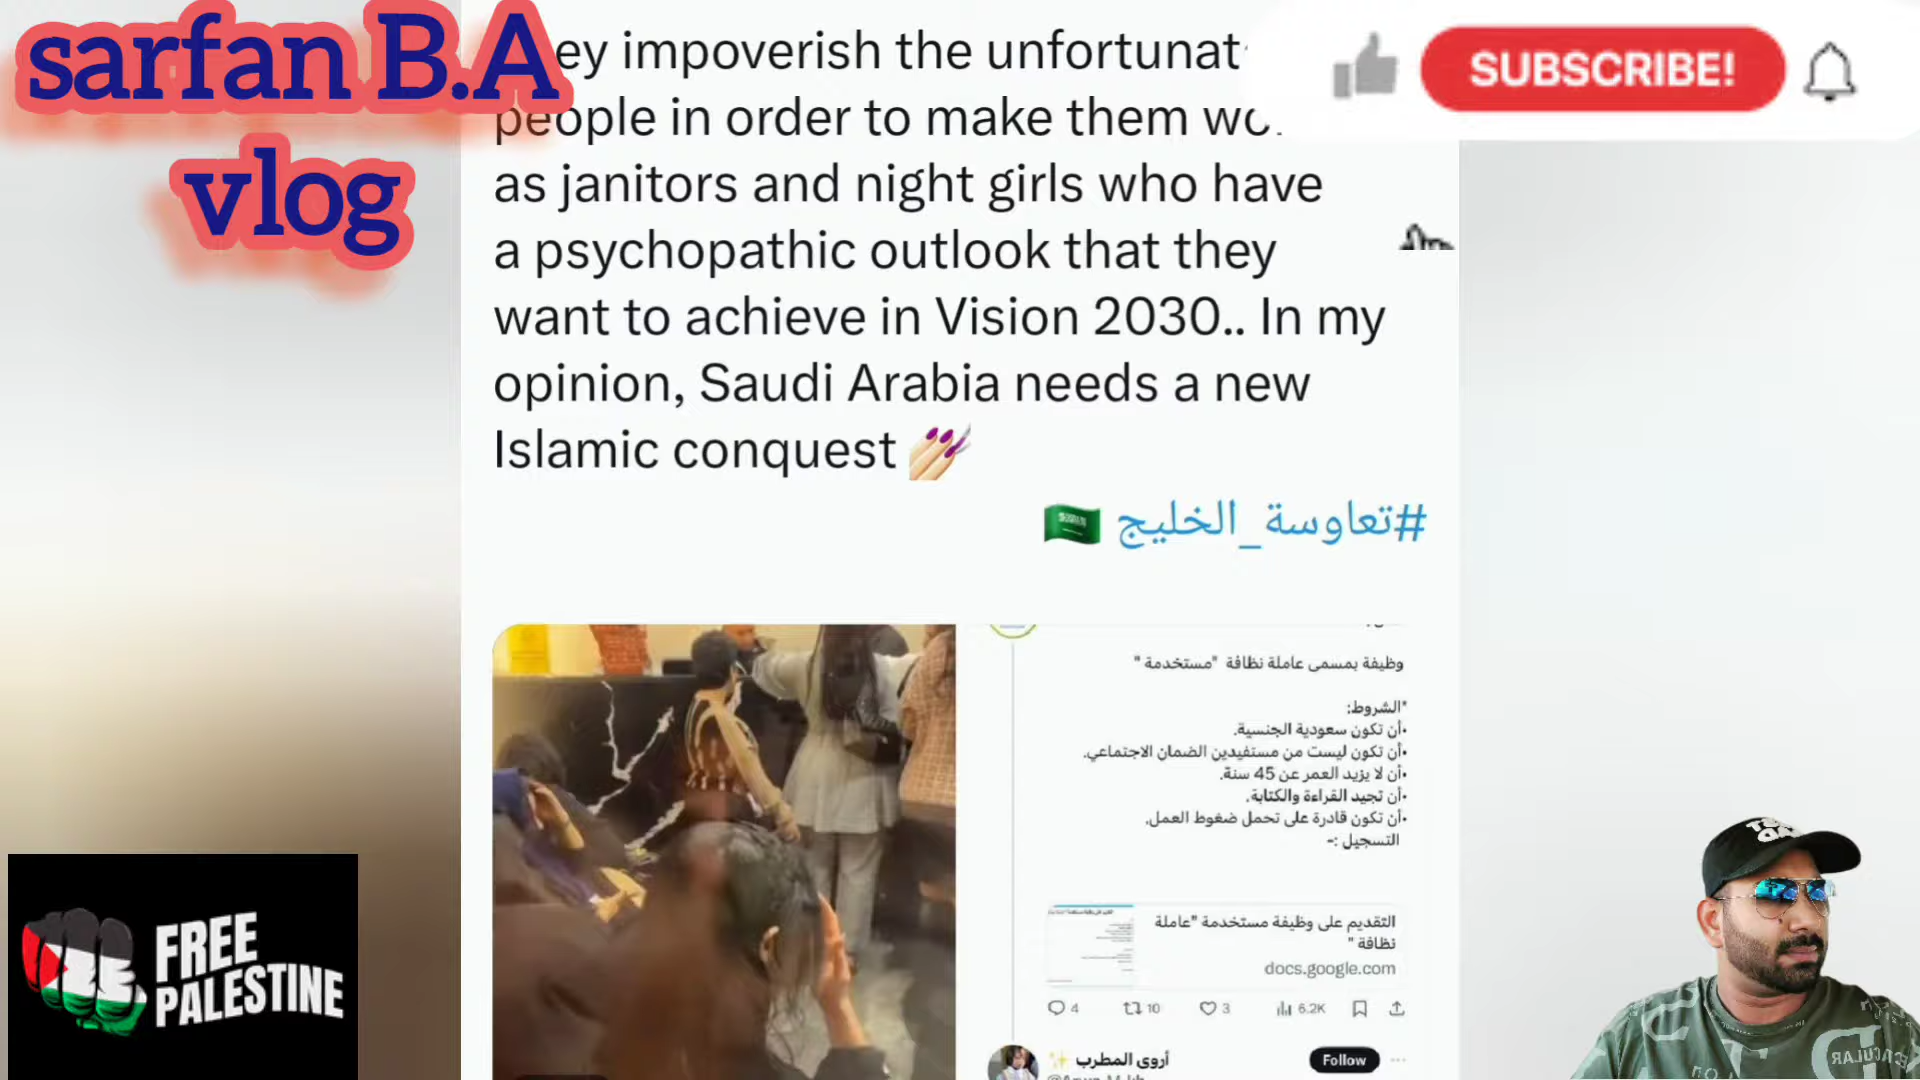 sarfan B.A
vlog
ey impoverish the unfortunat
people in order to make them wo
as janitors and night girls who have
a psychopathic outlook that they
want to achieve in Vision 2030.. In my
opinion, Saudi Arabia needs a new
Islamic conquest
#تعاوسة_الخليج
SUBSCRIBE!
وظيفة بمسمى عاملة نظافة "مستخدمة "
*الشروط:
•أن تكون سعودية الجنسية.
•أن تكون ليست من مستفيدين الضمان الاجتماعي.
•أن لا يزيد العمر عن 45 سنة.
•أن تجيد القراءة والكتابة.
•أن تكون قادرة على تحمل ضغوط العمل.
التسجيل :-
التقديم على وظيفة مستخدمة "عاملة
نظافة "
docs.google.com
4 10 3 6.2K
أروى المطرب
Follow
FREE
PALESTINE